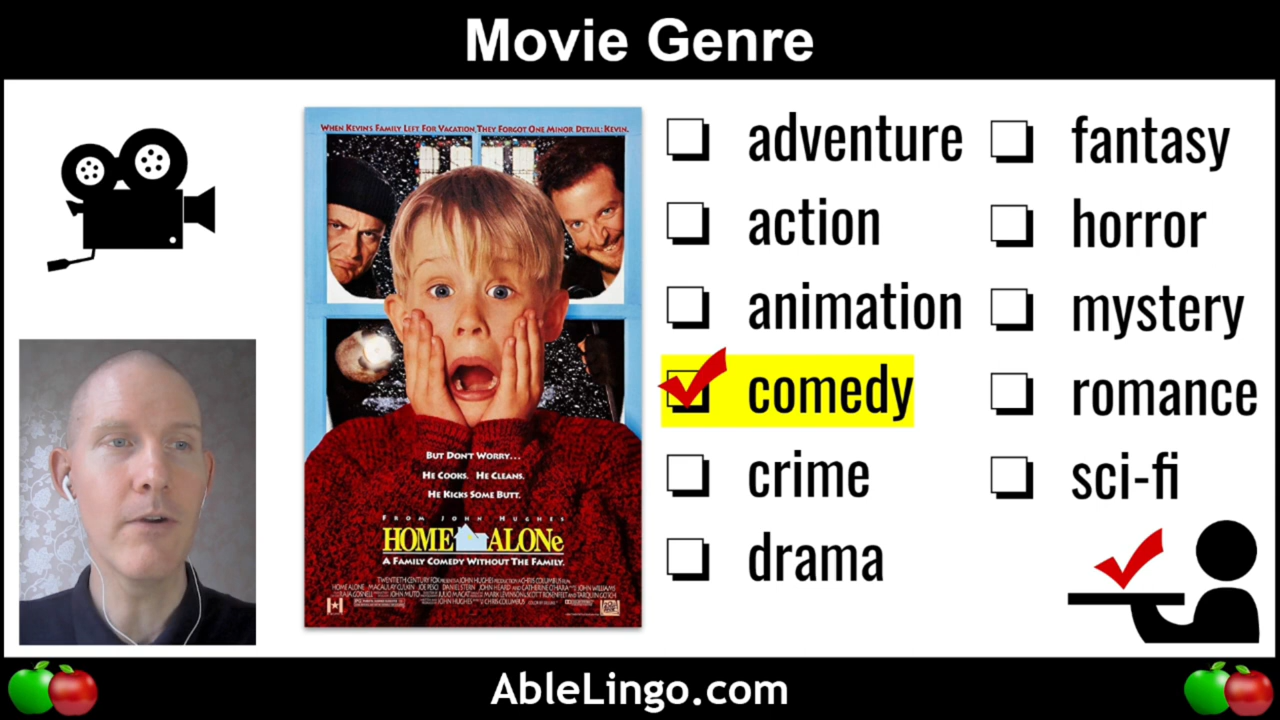 Movie Genre
WHEN KEVIN'S FAMILY LEFT FOR VACATION, THEY FORGOT ONE MINOR DETAIL: KEVIN.
BUT DON'T WORRY...
HE COOKS. HE CLEANS.
HE KICKS SOME BUTT.
FROM JOHN HUGHES
HOME ALONe
A FAMILY COMEDY WITHOUT THE FAMILY.
adventure
action
animation
comedy
crime
drama
fantasy
horror
mystery
romance
sci-fi
AbleLingo.com